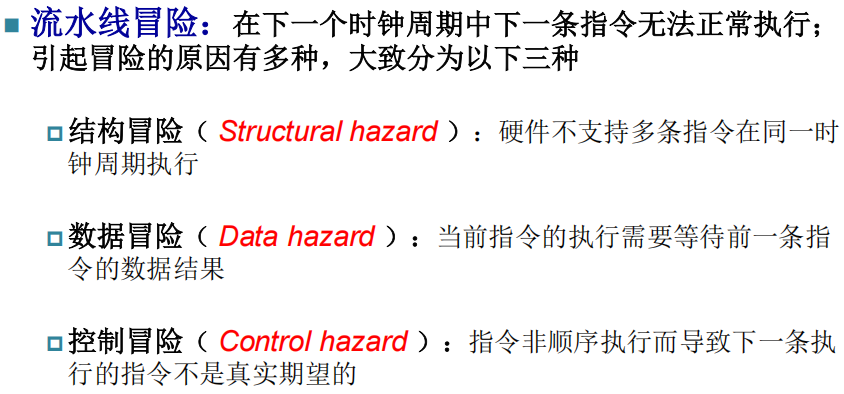 流水线冒险：在下一个时钟周期中下一条指令无法正常执行；
引起冒险的原因有多种，大致分为以下三种
结构冒险（ Structural hazard ）：硬件不支持多条指令在同一时
钟周期执行
数据冒险（ Data hazard ）：当前指令的执行需要等待前一条指
令的数据结果
控制冒险（ Control hazard ）：指令非顺序执行而导致下一条执
行的指令不是真实期望的